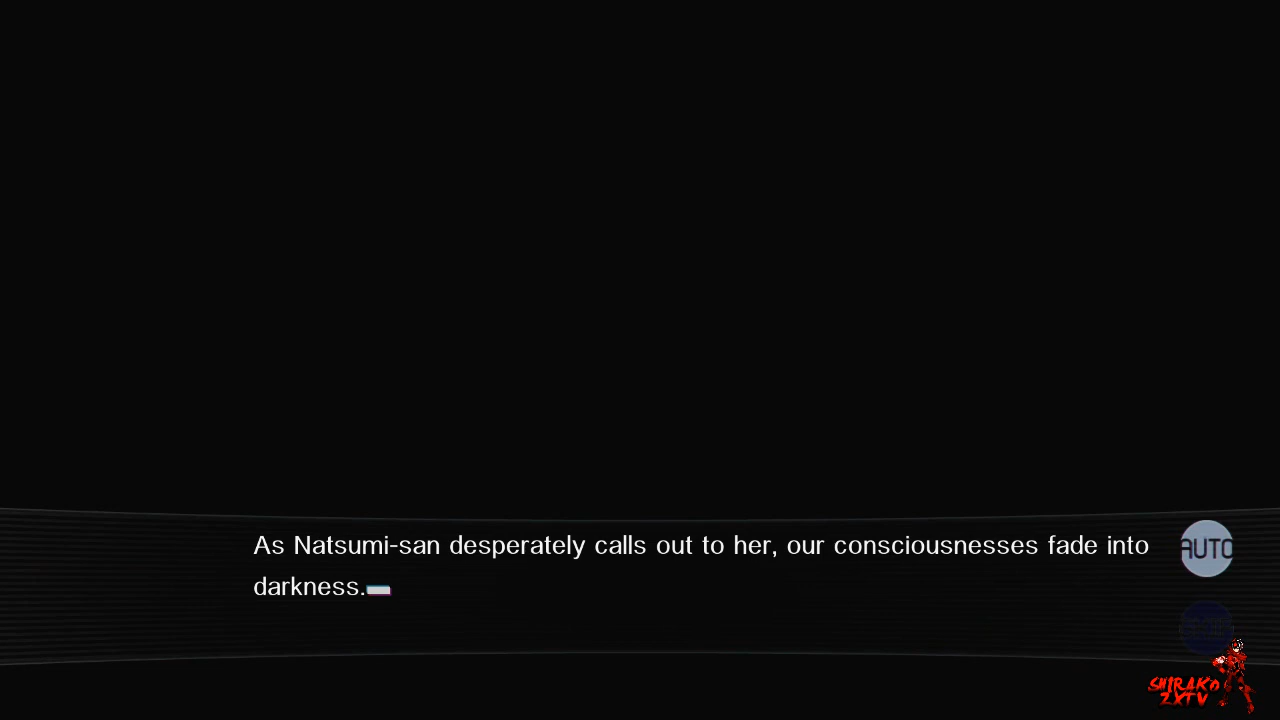 As Natsumi-san desperately calls out to her, our consciousnesses fade into
darkness.
AUTO
SHIRAKO
ZXTV